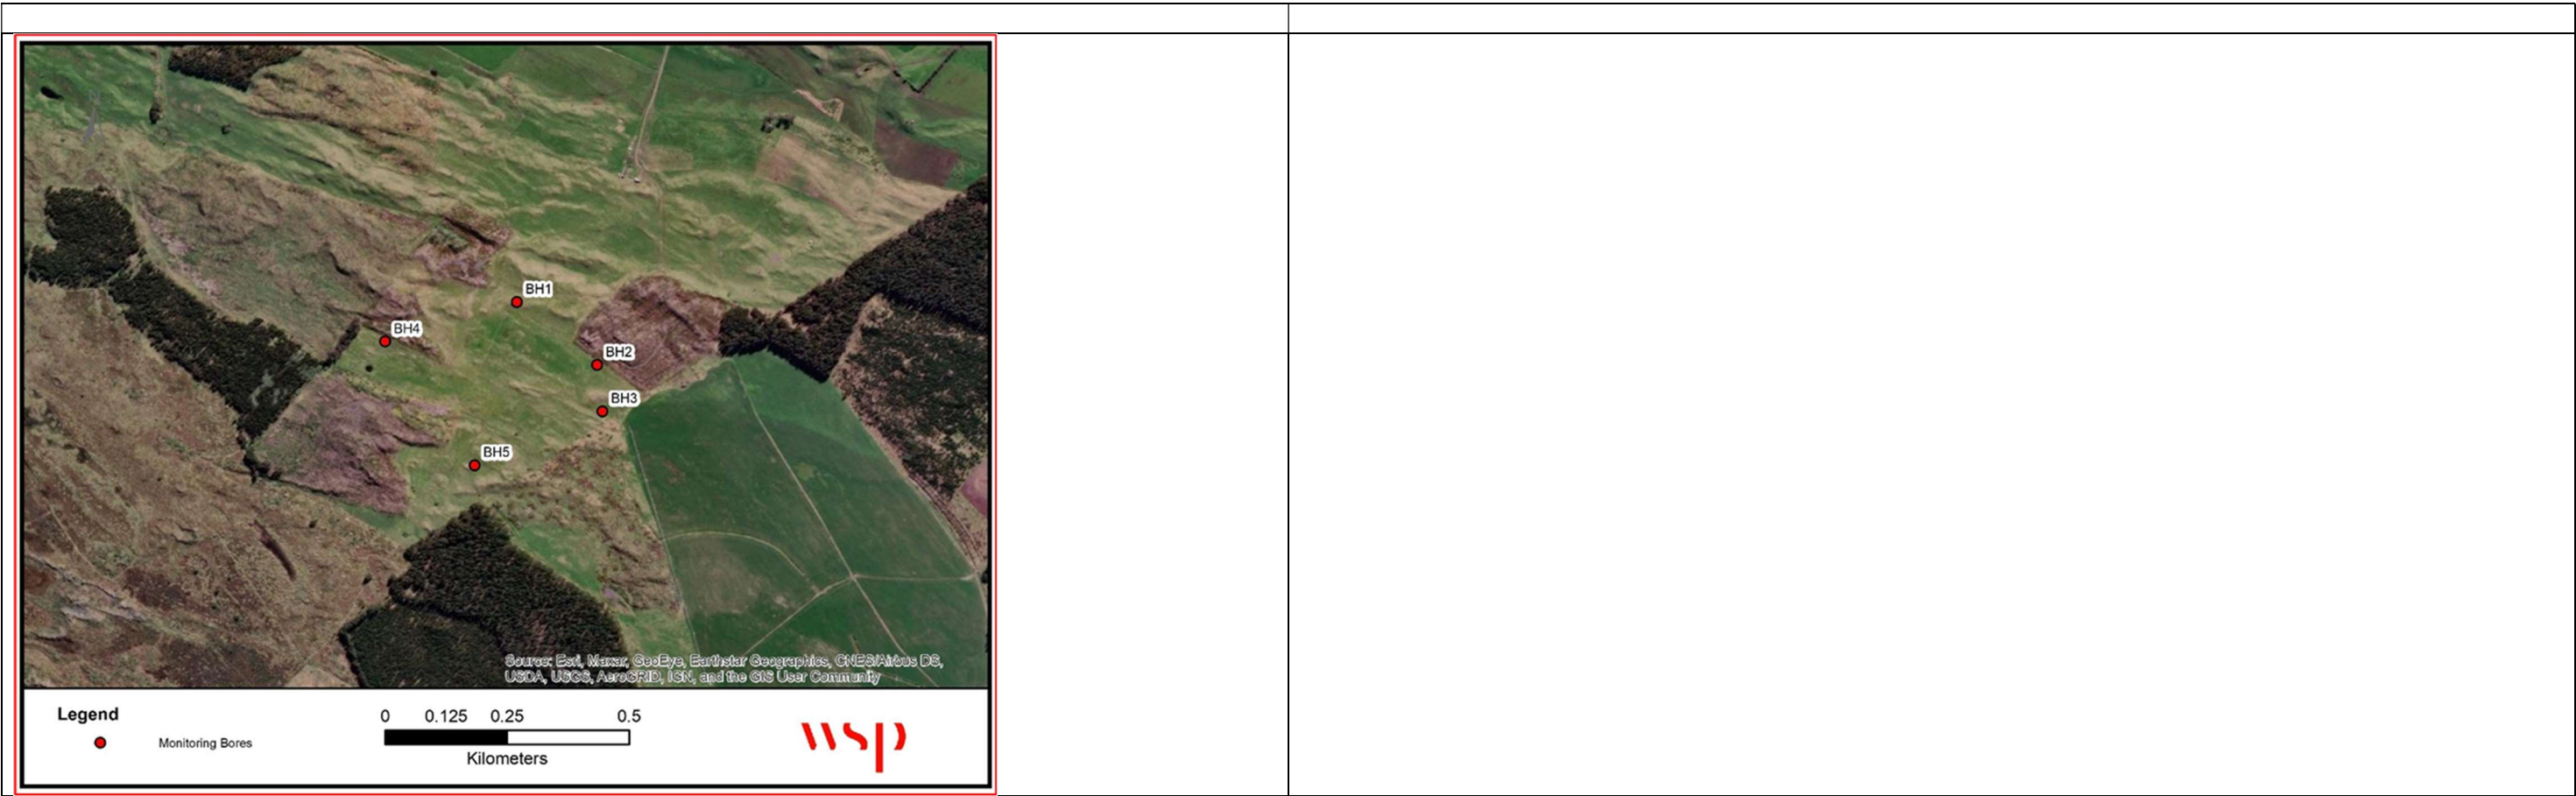 N
BH1
BH4
BH2
BH3
BH5
Source: Esri, Maxar, GeoEye, Earthstar Geographics, CNES/Airbus DS,
USDA, USGS, AeroGRID, IGN, and the GIS User Community
Legend
Monitoring Bores
0 0.125 0.25 0.5
Kilometers
wsp